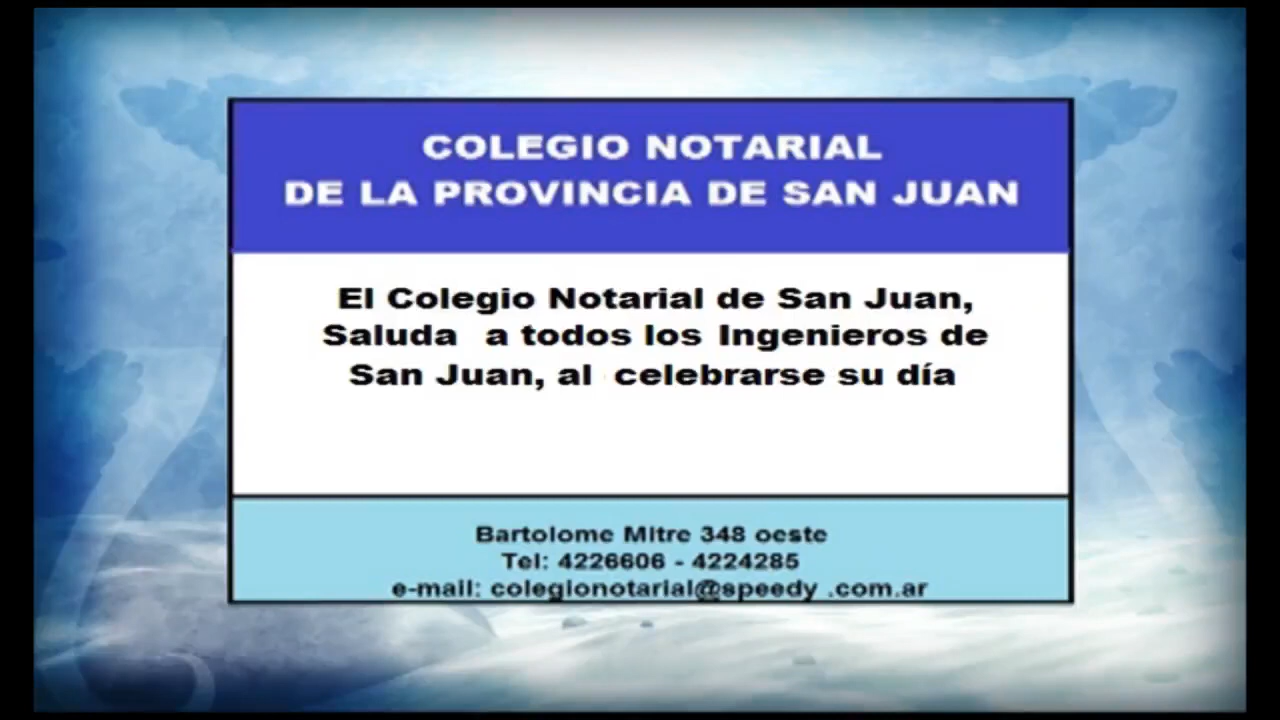 COLEGIO NOTARIAL
DE LA PROVINCIA DE SAN JUAN
El Colegio Notarial de San Juan,
Saluda a todos los Ingenieros de
San Juan, al celebrarse su día
Bartolome MItre 348 oeste
Tel: 4226606 - 4224285
e-mail: colegionotarial@speedy .com.ar